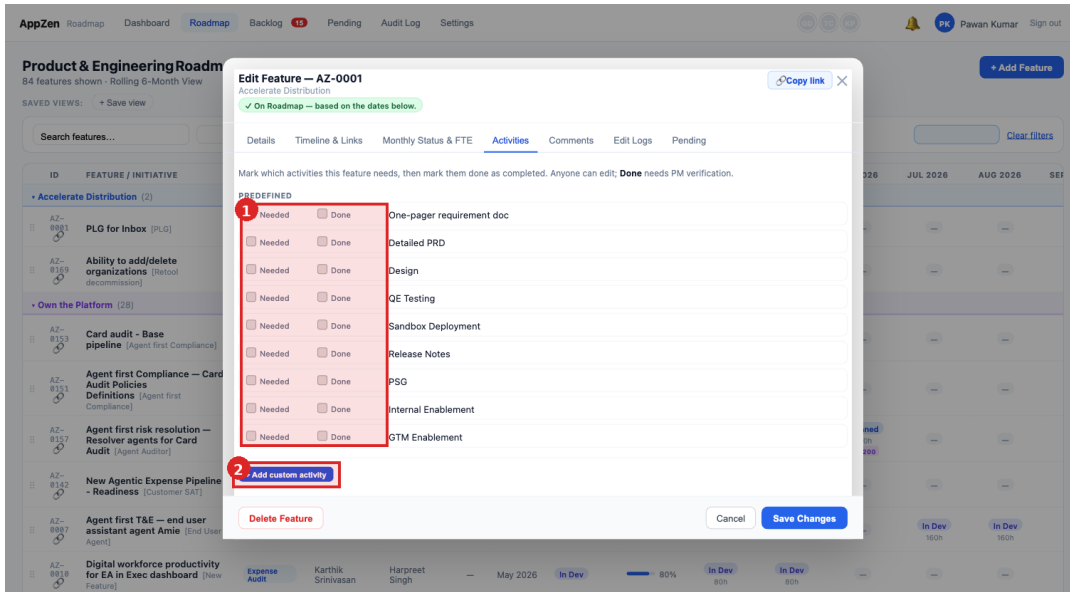 AppZen Roadmap Dashboard Roadmap Backlog 15 Pending Audit Log Settings PK Pawan Kumar Sign out
Product & Engineering Roadm
84 features shown · Rolling 6-Month View
+ Add Feature
SAVED VIEWS: + Save view
Search features...
Clear filters
ID FEATURE / INITIATIVE 026 JUL 2026 AUG 2026 SEP
Accelerate Distribution (2)
AZ-0001 PLG for Inbox [PLG] — —
AZ-0169 Ability to add/delete organizations [Retool decommission] — —
Own the Platform (28)
AZ-0153 Card audit - Base pipeline [Agent first Compliance] — —
AZ-0151 Agent first Compliance — Card Audit Policies Definitions [Agent first Compliance] — —
AZ-0157 Agent first risk resolution — Resolver agents for Card Audit [Agent Auditor] nned 0h 200 — —
AZ-0142 New Agentic Expense Pipeline - Readiness [Customer SAT] — —
AZ-0007 Agent first T&E — end user assistant agent Amie [End User Agent] In Dev 160h In Dev 160h
AZ-0010 Digital workforce productivity for EA in Exec dashboard [New Feature] Expense Audit Karthik Srinivasan Harpreet Singh — May 2026 In Dev 80% In Dev 80h In Dev 80h — — —
Edit Feature — AZ-0001
Accelerate Distribution
✓ On Roadmap — based on the dates below.
Copy link
Details Timeline & Links Monthly Status & FTE Activities Comments Edit Logs Pending
Mark which activities this feature needs, then mark them done as completed. Anyone can edit; Done needs PM verification.
PREDEFINED
1
Needed Done One-pager requirement doc
Needed Done Detailed PRD
Needed Done Design
Needed Done QE Testing
Needed Done Sandbox Deployment
Needed Done Release Notes
Needed Done PSG
Needed Done Internal Enablement
Needed Done GTM Enablement
2
Add custom activity
Delete Feature Cancel Save Changes